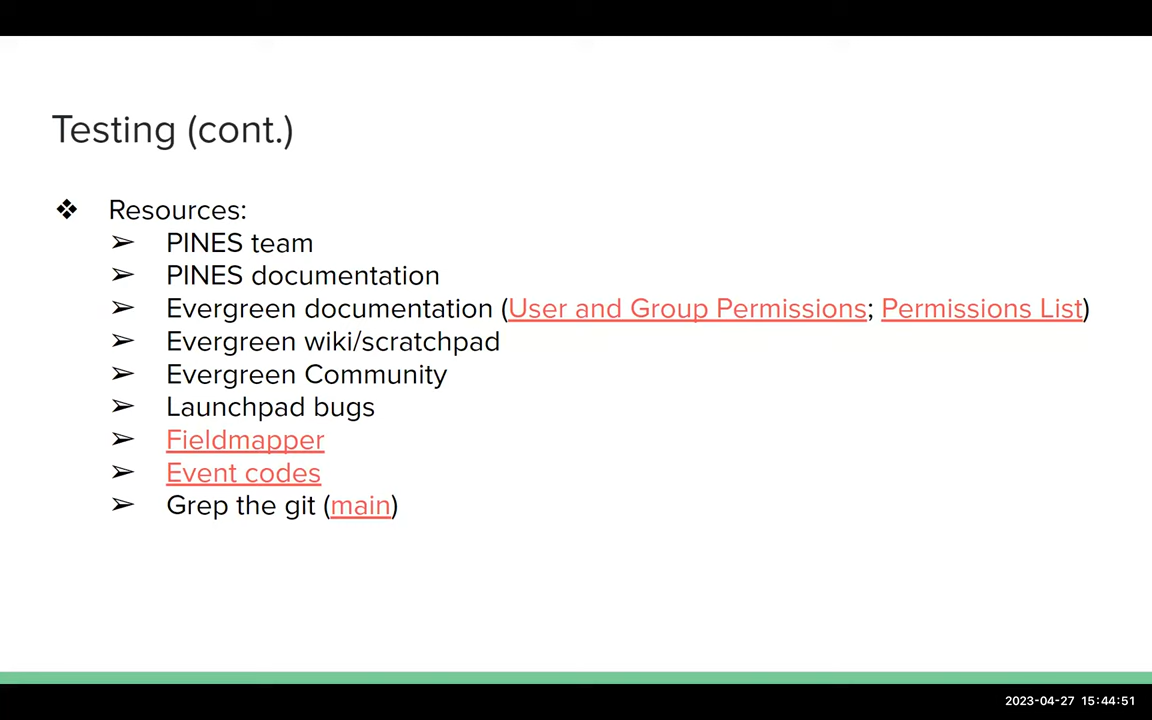 Testing (cont.)
❖ Resources:
➢ PINES team
➢ PINES documentation
➢ Evergreen documentation (User and Group Permissions; Permissions List)
➢ Evergreen wiki/scratchpad
➢ Evergreen Community
➢ Launchpad bugs
➢ Fieldmapper
➢ Event codes
➢ Grep the git (main)
2023-04-27 15:44:51